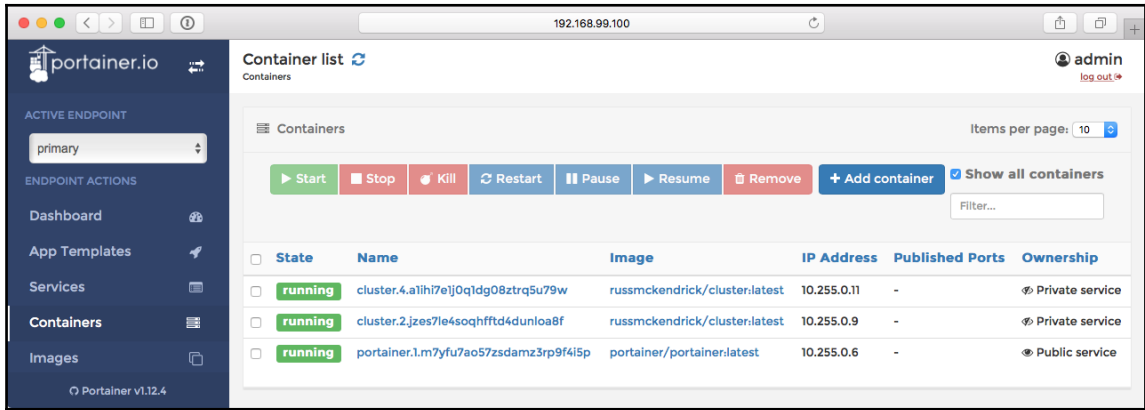 192.168.99.100
portainer.io
Container list
Containers
admin
log out
ACTIVE ENDPOINT
primary
ENDPOINT ACTIONS
Dashboard
App Templates
Services
Containers
Images
Portainer v1.12.4
Containers
Items per page: 10
Start Stop Kill Restart Pause Resume Remove + Add container Show all containers
Filter...
State Name Image IP Address Published Ports Ownership
running cluster.4.a1ihi7e1j0q1dg08ztrq5u79w russmckendrick/cluster:latest 10.255.0.11 - Private service
running cluster.2.jzes7le4soqhfftd4dunloa8f russmckendrick/cluster:latest 10.255.0.9 - Private service
running portainer.1.m7yfu7ao57zsdamz3rp9f4i5p portainer/portainer:latest 10.255.0.6 - Public service